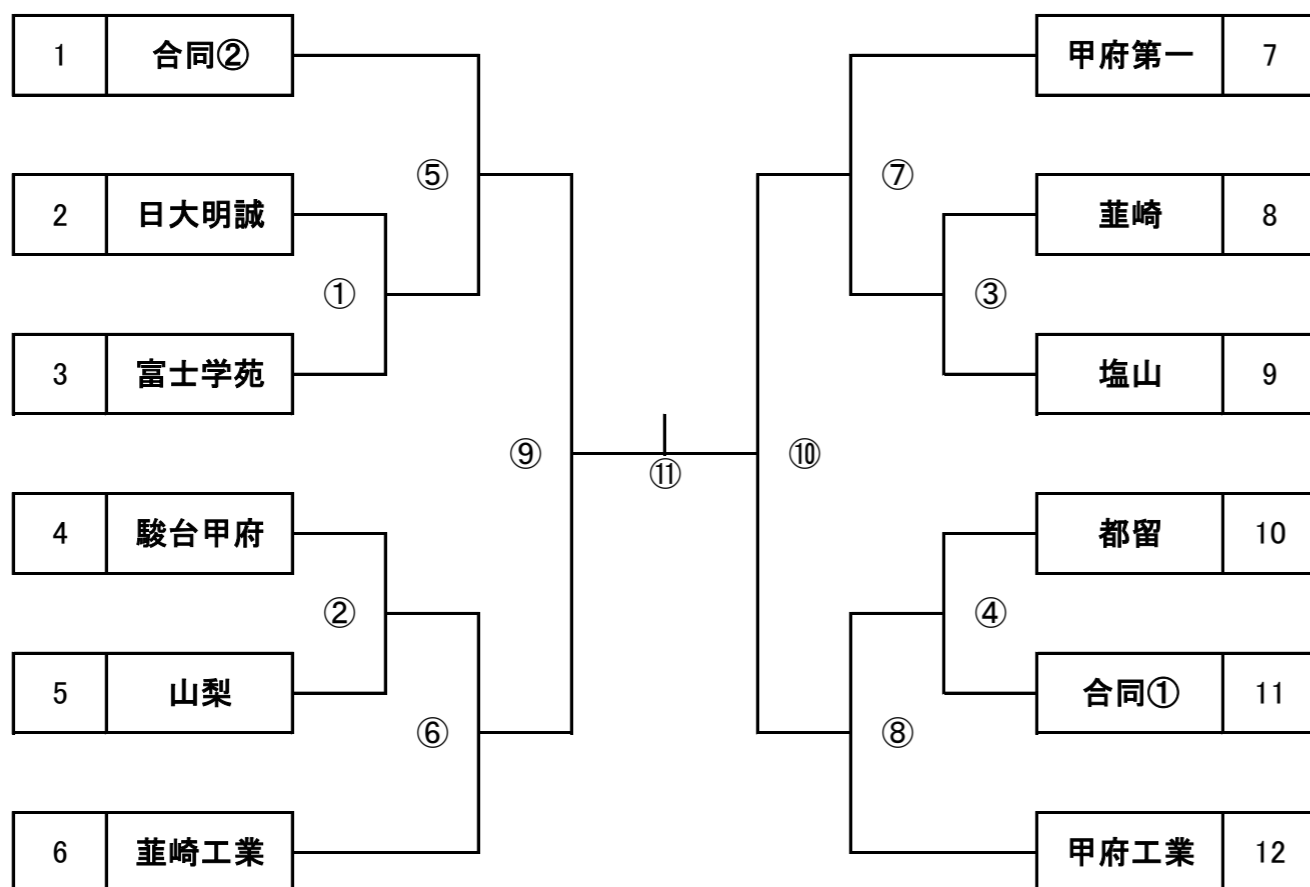 1 合同②
2 日大明誠
3 富士学苑
4 駿台甲府
5 山梨
6 韮崎工業
⑤
①
⑨
②
⑥
⑪
甲府第一 7
韮崎 8
塩山 9
都留 10
合同① 11
甲府工業 12
⑦
③
⑩
④
⑧